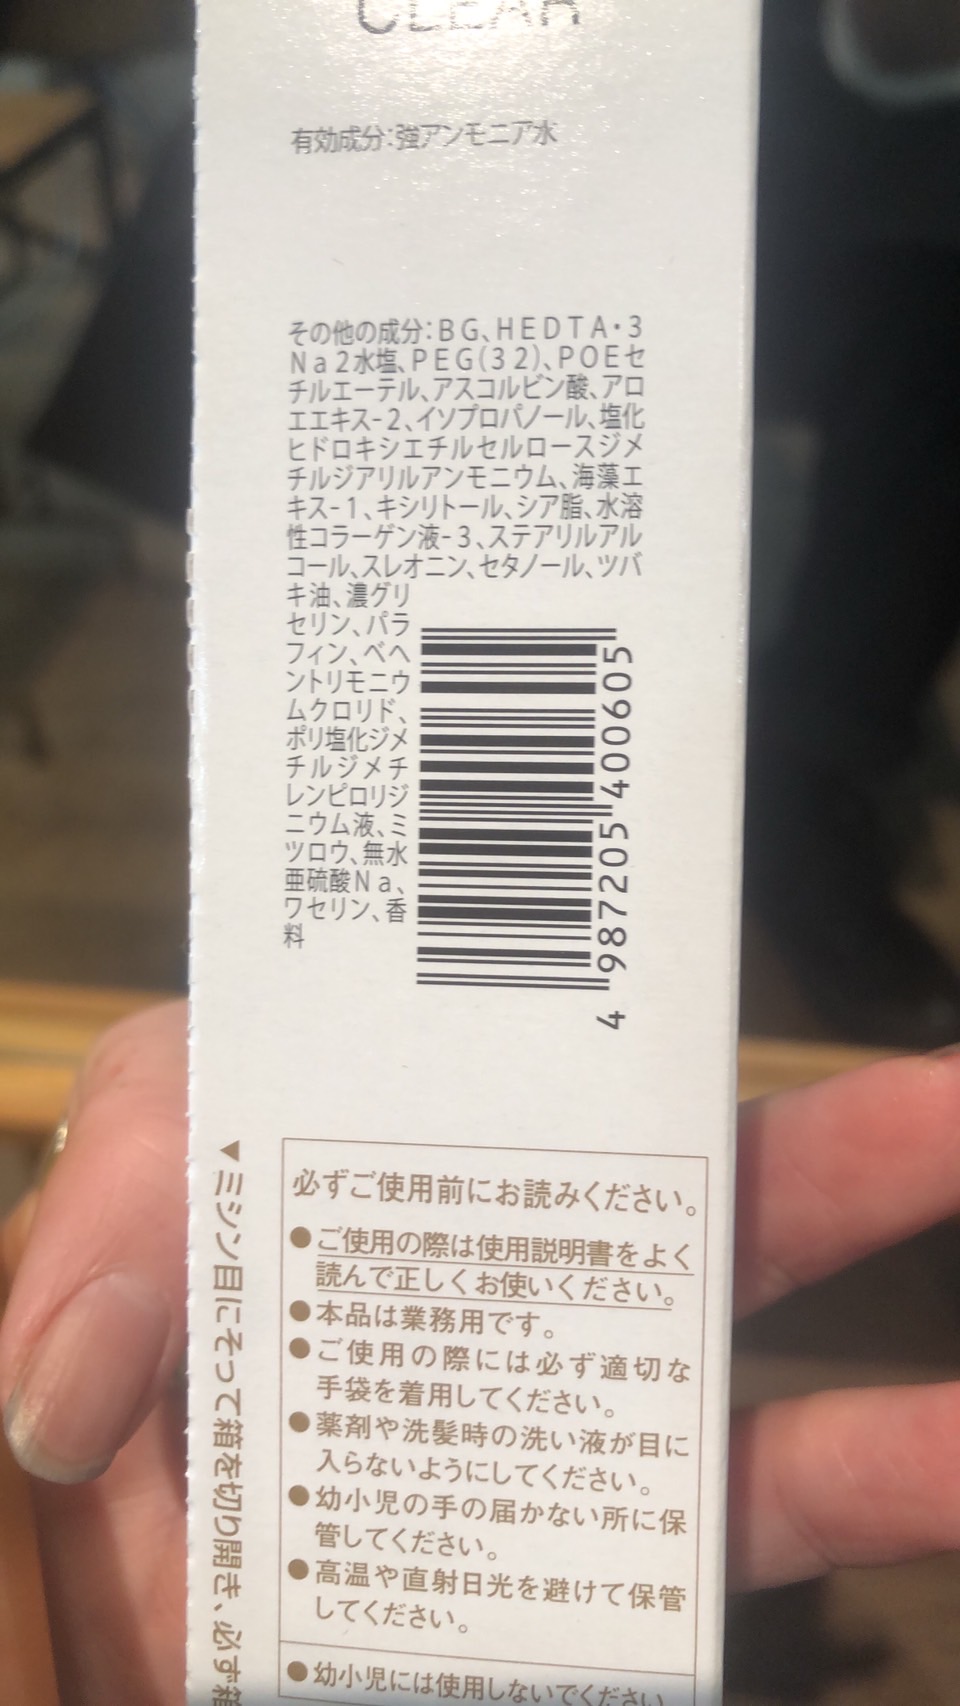 CLEAR
有効成分:強アンモニア水
その他の成分:BG、HEDTA・3
Na2水塩、PEG(32)、POEセ
チルエーテル、アスコルビン酸、アロ
エエキス-2、イソプロパノール、塩化
ヒドロキシエチルセルロースジメ
チルジアリルアンモニウム、海藻エ
キス-1、キシリトール、シア脂、水溶
性コラーゲン液-3、ステアリルアル
コール、スレオニン、セタノール、ツバ
キ油、濃グリ
セリン、パラ
フィン、ベヘ
ントリモニウ
ムクロリド、
ポリ塩化ジメ
チルジメチ
レンピロリジ
ニウム液、ミ
ツロウ、無水
亜硫酸Na、
ワセリン、香
料
4 987205 400605
▼ミシン目にそって箱を切り開き、必ず箱
必ずご使用前にお読みください。
●ご使用の際は使用説明書をよく
読んで正しくお使いください。
●本品は業務用です。
●ご使用の際には必ず適切な
手袋を着用してください。
●薬剤や洗髪時の洗い液が目に
入らないようにしてください。
●幼小児の手の届かない所に保
管してください。
●高温や直射日光を避けて保管
してください。
●幼小児には使用しないでください